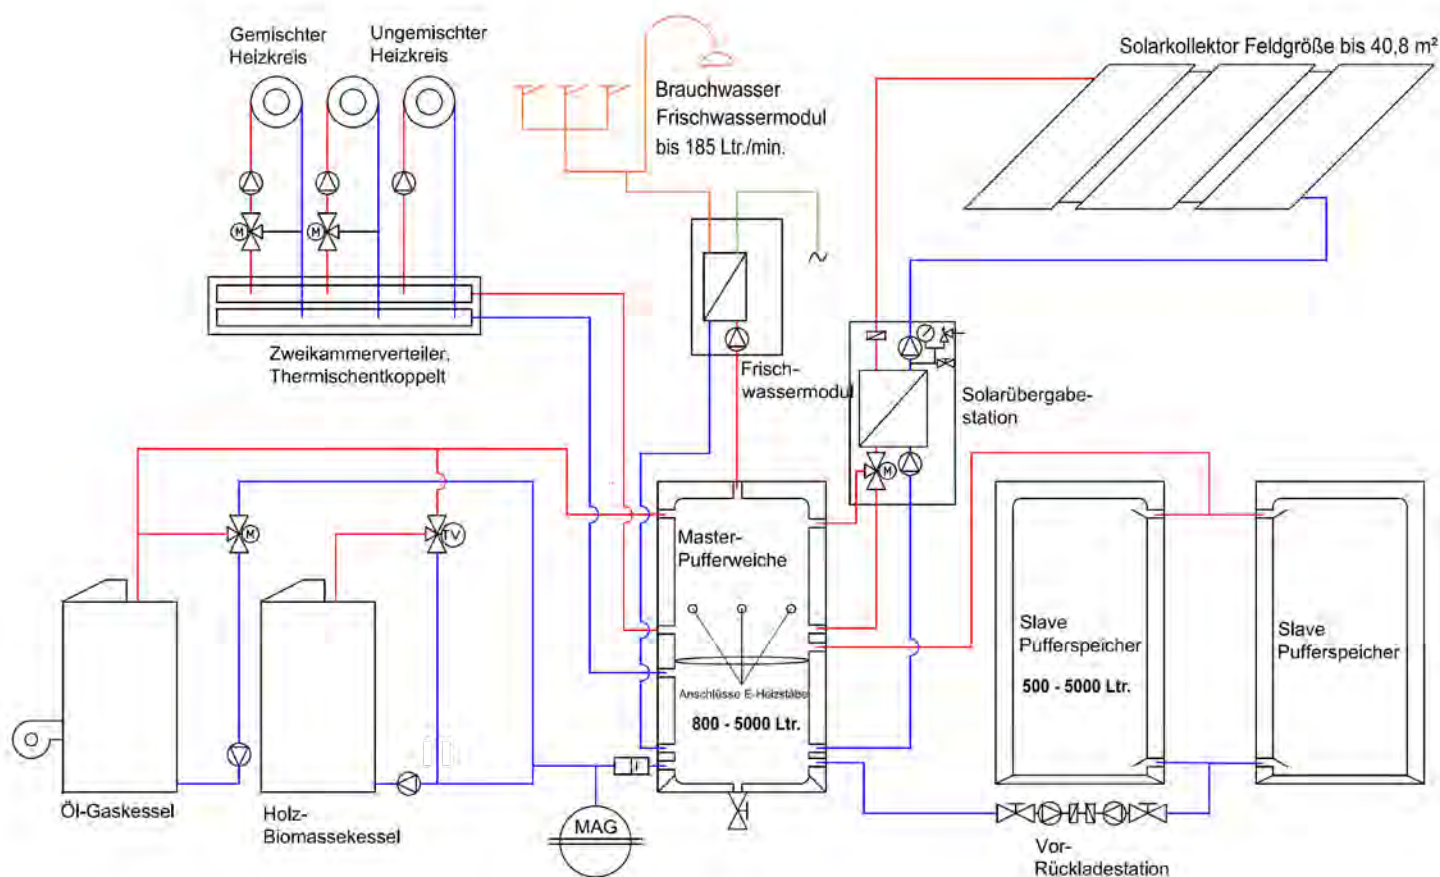 Gemischter
Heizkreis
Ungemischter
Heizkreis
Brauchwasser
Frischwassermodul
bis 185 Ltr./min.
Solarkollektor Feldgröße bis 40,8 m²
M
M
Zweikammerverteiler,
Thermischentkoppelt
Frisch-
wassermodul
Solarübergabe-
station
M
M
TV
Master-
Pufferweiche
Anschlüsse E-Heizstäbe
800 - 5000 Ltr.
Slave
Pufferspeicher
500 - 5000 Ltr.
Slave
Pufferspeicher
Öl-Gaskessel
Holz-
Biomassekessel
F
MAG
Vor-
Rückladestation